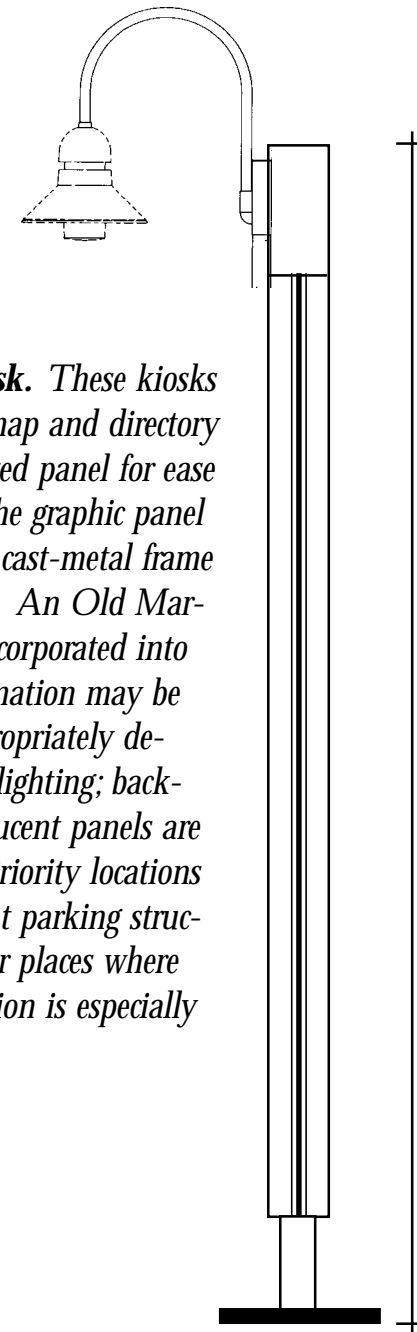 sk. These kiosks
map and directory
ed panel for ease
he graphic panel
cast-metal frame
An Old Mar-
corporated into
nation may be
ropriately de-
lighting; back-
ucent panels are
riority locations
t parking struc-
r places where
ion is especially